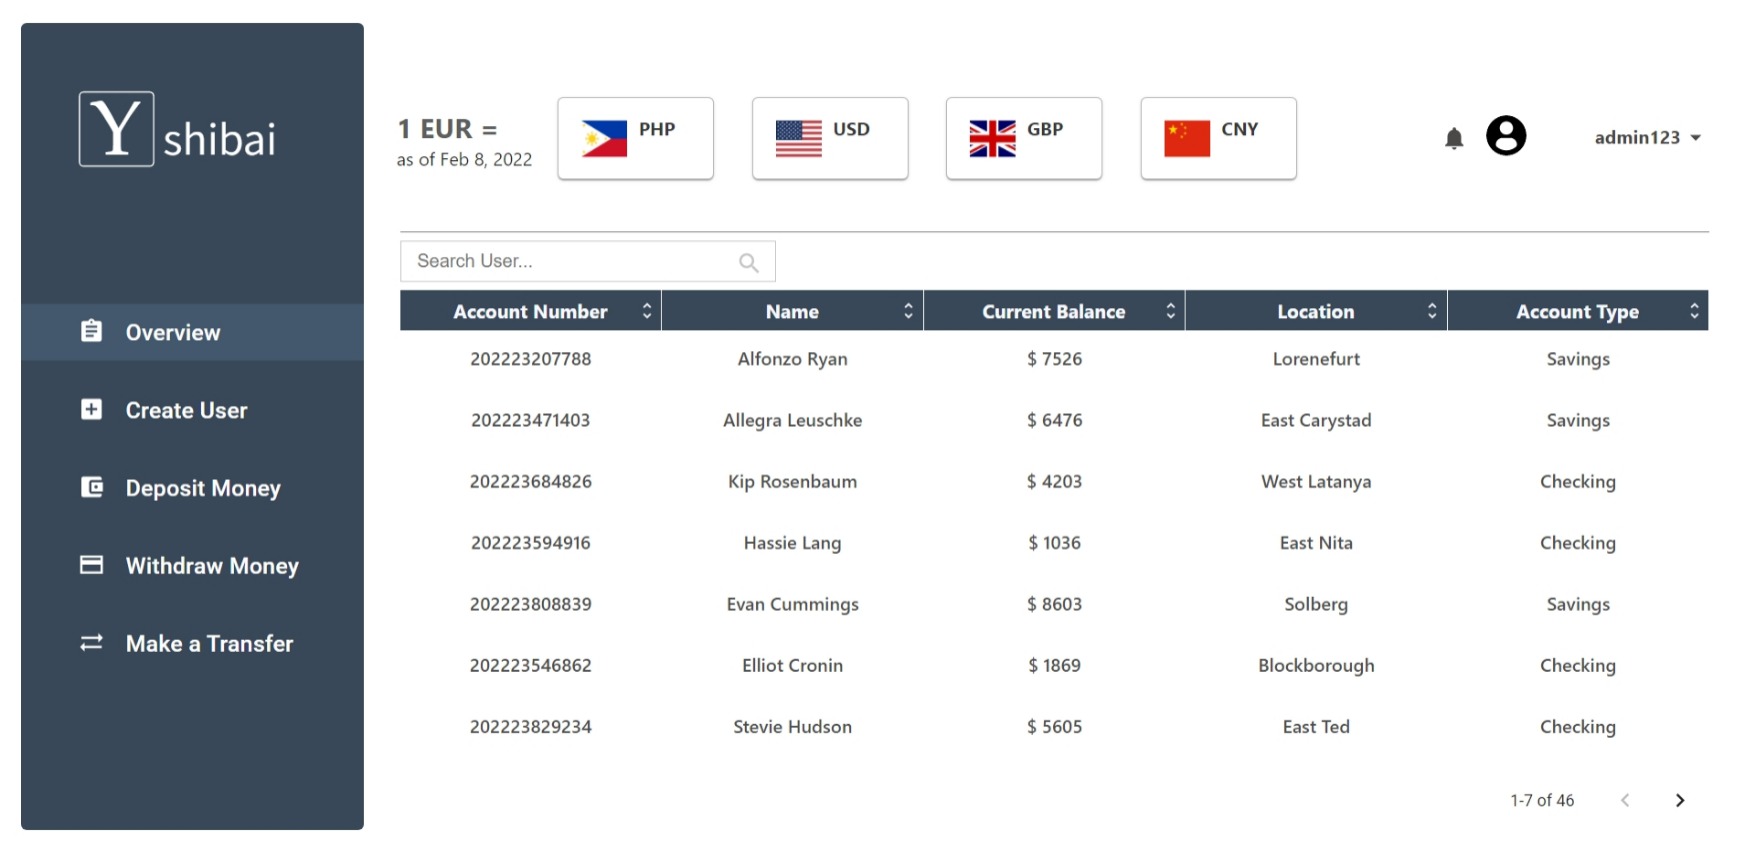 Y shibai
Overview
Create User
Deposit Money
Withdraw Money
Make a Transfer
1 EUR =
as of Feb 8, 2022
PHP
USD
GBP
CNY
admin123
Search User...
Account Number Name Current Balance Location Account Type
202223207788 Alfonzo Ryan $ 7526 Lorenefurt Savings
202223471403 Allegra Leuschke $ 6476 East Carystad Savings
202223684826 Kip Rosenbaum $ 4203 West Latanya Checking
202223594916 Hassie Lang $ 1036 East Nita Checking
202223808839 Evan Cummings $ 8603 Solberg Savings
202223546862 Elliot Cronin $ 1869 Blockborough Checking
202223829234 Stevie Hudson $ 5605 East Ted Checking
1-7 of 46